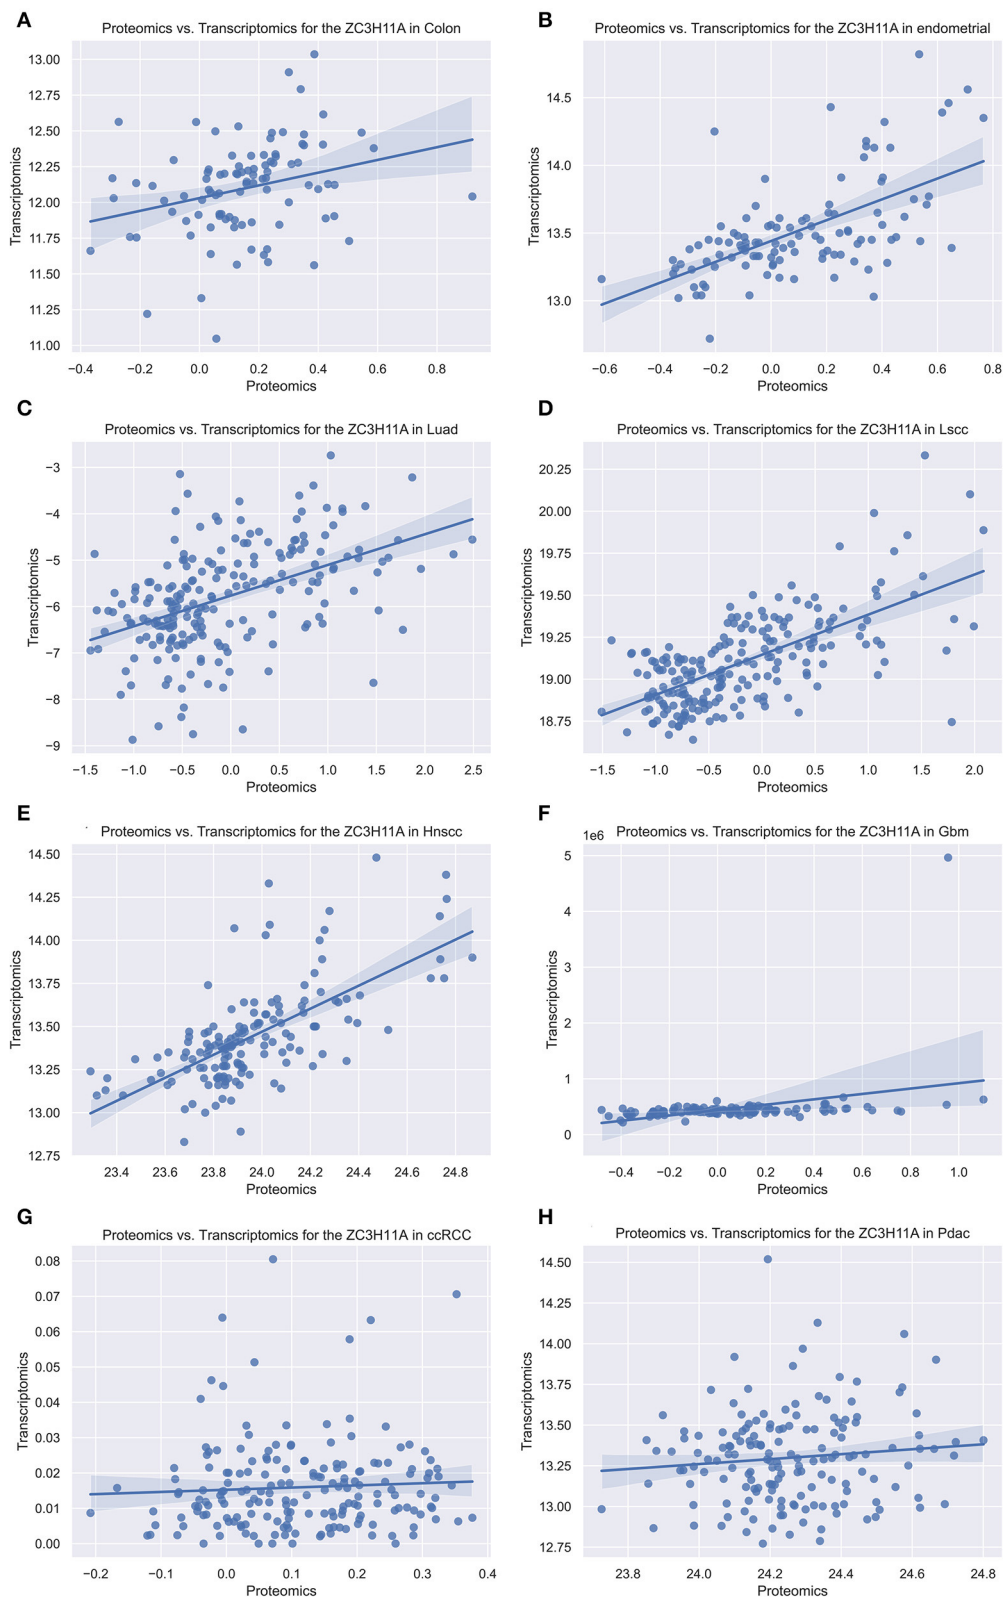 A
Proteomics vs. Transcriptomics for the ZC3H11A in Colon
Transcriptomics
13.00
12.75
12.50
12.25
12.00
11.75
11.50
11.25
11.00
−0.4 −0.2 0.0 0.2 0.4 0.6 0.8
Proteomics
B
Proteomics vs. Transcriptomics for the ZC3H11A in endometrial
Transcriptomics
14.5
14.0
13.5
13.0
−0.6 −0.4 −0.2 0.0 0.2 0.4 0.6 0.8
Proteomics
C
Proteomics vs. Transcriptomics for the ZC3H11A in Luad
Transcriptomics
−3
−4
−5
−6
−7
−8
−9
−1.5 −1.0 −0.5 0.0 0.5 1.0 1.5 2.0 2.5
Proteomics
D
Proteomics vs. Transcriptomics for the ZC3H11A in Lscc
Transcriptomics
20.25
20.00
19.75
19.50
19.25
19.00
18.75
−1.5 −1.0 −0.5 0.0 0.5 1.0 1.5 2.0
Proteomics
E
Proteomics vs. Transcriptomics for the ZC3H11A in Hnscc
Transcriptomics
14.50
14.25
14.00
13.75
13.50
13.25
13.00
12.75
23.4 23.6 23.8 24.0 24.2 24.4 24.6 24.8
Proteomics
F
1e6
Proteomics vs. Transcriptomics for the ZC3H11A in Gbm
Transcriptomics
5
4
3
2
1
0
−0.4 −0.2 0.0 0.2 0.4 0.6 0.8 1.0
Proteomics
G
Proteomics vs. Transcriptomics for the ZC3H11A in ccRCC
Transcriptomics
0.08
0.07
0.06
0.05
0.04
0.03
0.02
0.01
0.00
−0.2 −0.1 0.0 0.1 0.2 0.3 0.4
Proteomics
H
Proteomics vs. Transcriptomics for the ZC3H11A in Pdac
Transcriptomics
14.50
14.25
14.00
13.75
13.50
13.25
13.00
12.75
23.8 24.0 24.2 24.4 24.6 24.8
Proteomics